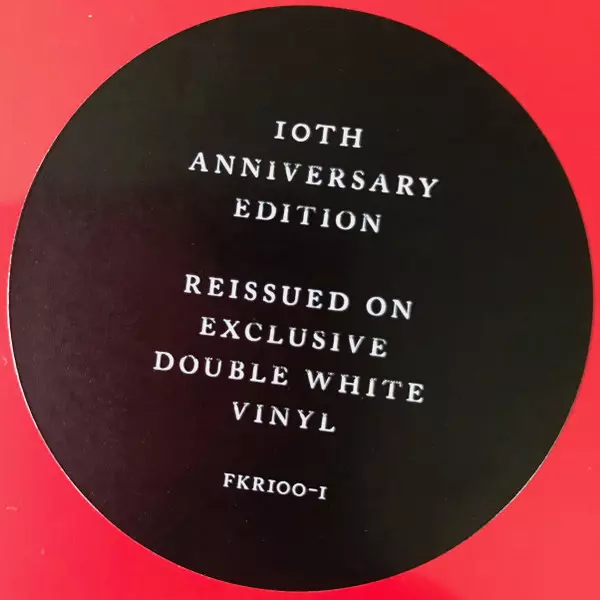 10TH
ANNIVERSARY
EDITION
REISSUED ON
EXCLUSIVE
DOUBLE WHITE
VINYL
FKR100-1